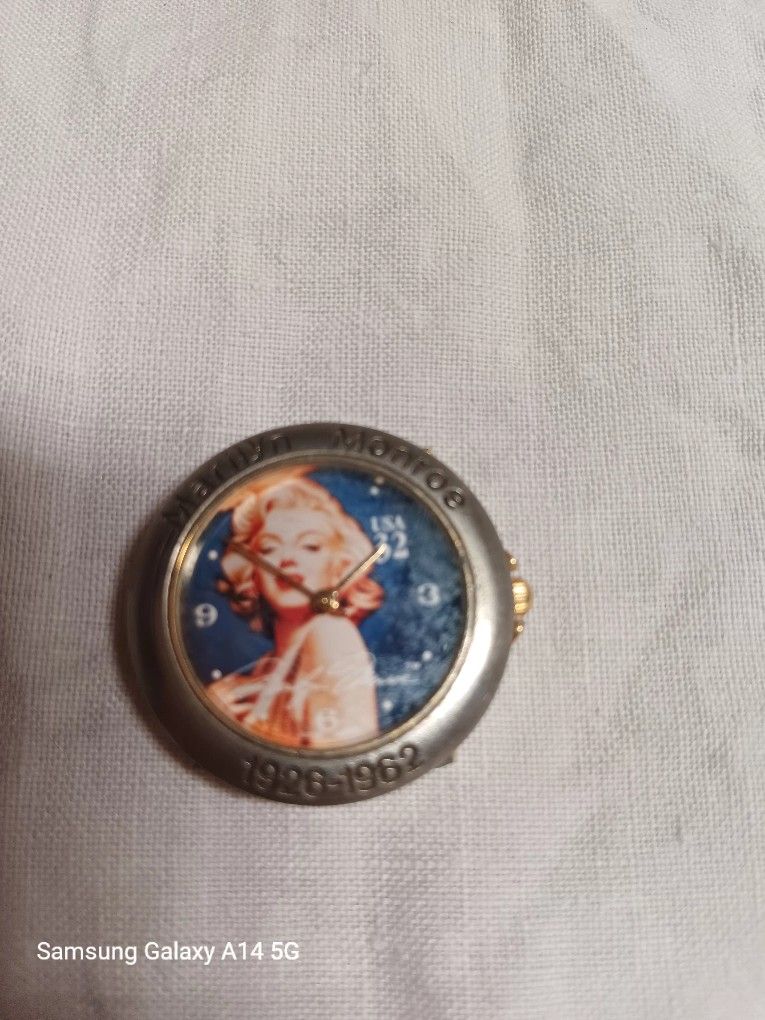 Marilyn Monroe
USA
32
9
3
6
1926-1962
Samsung Galaxy A14 5G